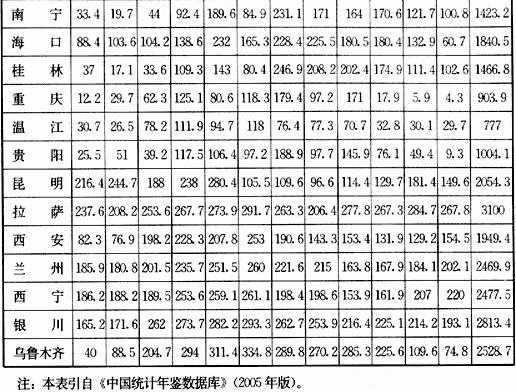 南 宁 33.4 19.7 44 92.4 189.6 84.9 231.1 171 164 170.6 121.7 100.8 1423.2
海 口 88.4 103.6 104.2 138.6 232 165.3 228.4 225.5 180.5 180.4 132.9 60.7 1840.5
桂 林 37 17.1 33.6 109.3 143 80.4 246.9 208.2 202.4 174.9 111.4 102.6 1466.8
重 庆 12.2 29.7 62.3 125.1 80.6 118.3 179.4 97.2 171 17.9 5.9 4.3 903.9
温 江 30.7 26.5 78.2 111.9 94.7 118 76.4 77.3 70.7 32.8 30.1 29.7 777
贵 阳 25.5 51 39.2 117.5 106.4 97.2 188.9 97.7 145.9 76.1 49.4 9.3 1004.1
昆 明 216.4 244.7 188 238 280.4 105.5 109.6 96.6 114.4 129.7 181.4 149.6 2054.3
拉 萨 237.6 208.2 253.6 267.7 273.9 291.7 263.3 206.4 277.8 267.3 284.7 267.8 3100
西 安 82.3 76.9 198.2 228.3 207.8 253 190.6 143.3 153.4 131.9 129.2 154.5 1949.4
兰 州 185.9 180.8 201.5 235.7 251.5 260 221.6 215 163.8 167.9 184.1 202.1 2469.9
西 宁 186.2 188.2 189.5 253.6 259.1 261.1 198.4 198.6 153.9 161.9 207 220 2477.5
银 川 165.2 171.6 262 273.7 282.2 293.3 262.7 253.9 216.4 225.1 214.2 193.1 2813.4
乌鲁木齐 40 88.5 204.7 294 311.4 334.8 289.8 270.2 285.3 225.6 109.6 74.8 2528.7
注：本表引自《中国统计年鉴数据库》(2005年版)。